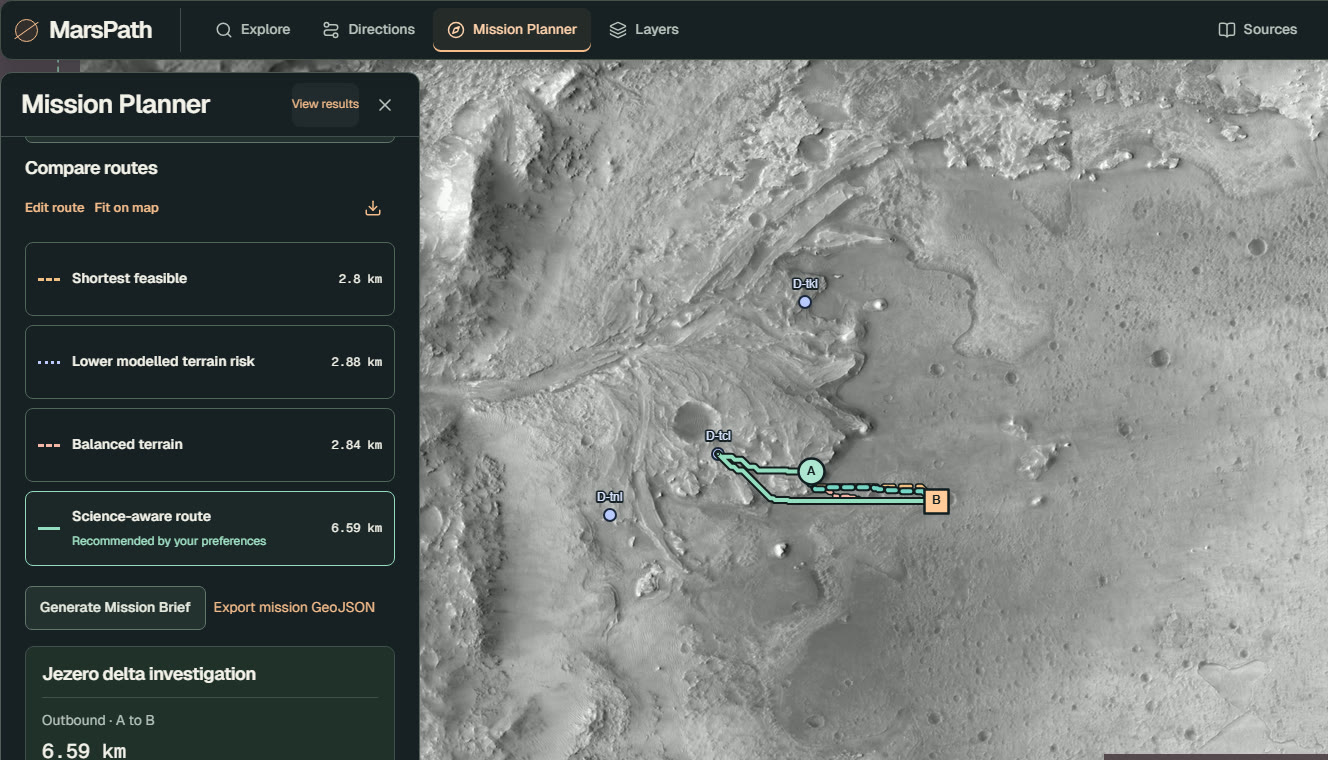 MarsPath
Explore
Directions
Mission Planner
Layers
Sources
Mission Planner
View results
Compare routes
Edit route Fit on map
Shortest feasible 2.8 km
Lower modelled terrain risk 2.88 km
Balanced terrain 2.84 km
Science-aware route 6.59 km
Recommended by your preferences
Generate Mission Brief Export mission GeoJSON
Jezero delta investigation
Outbound · A to B
6.59 km
D-tkl
D-tcl
A
D-tnl
B